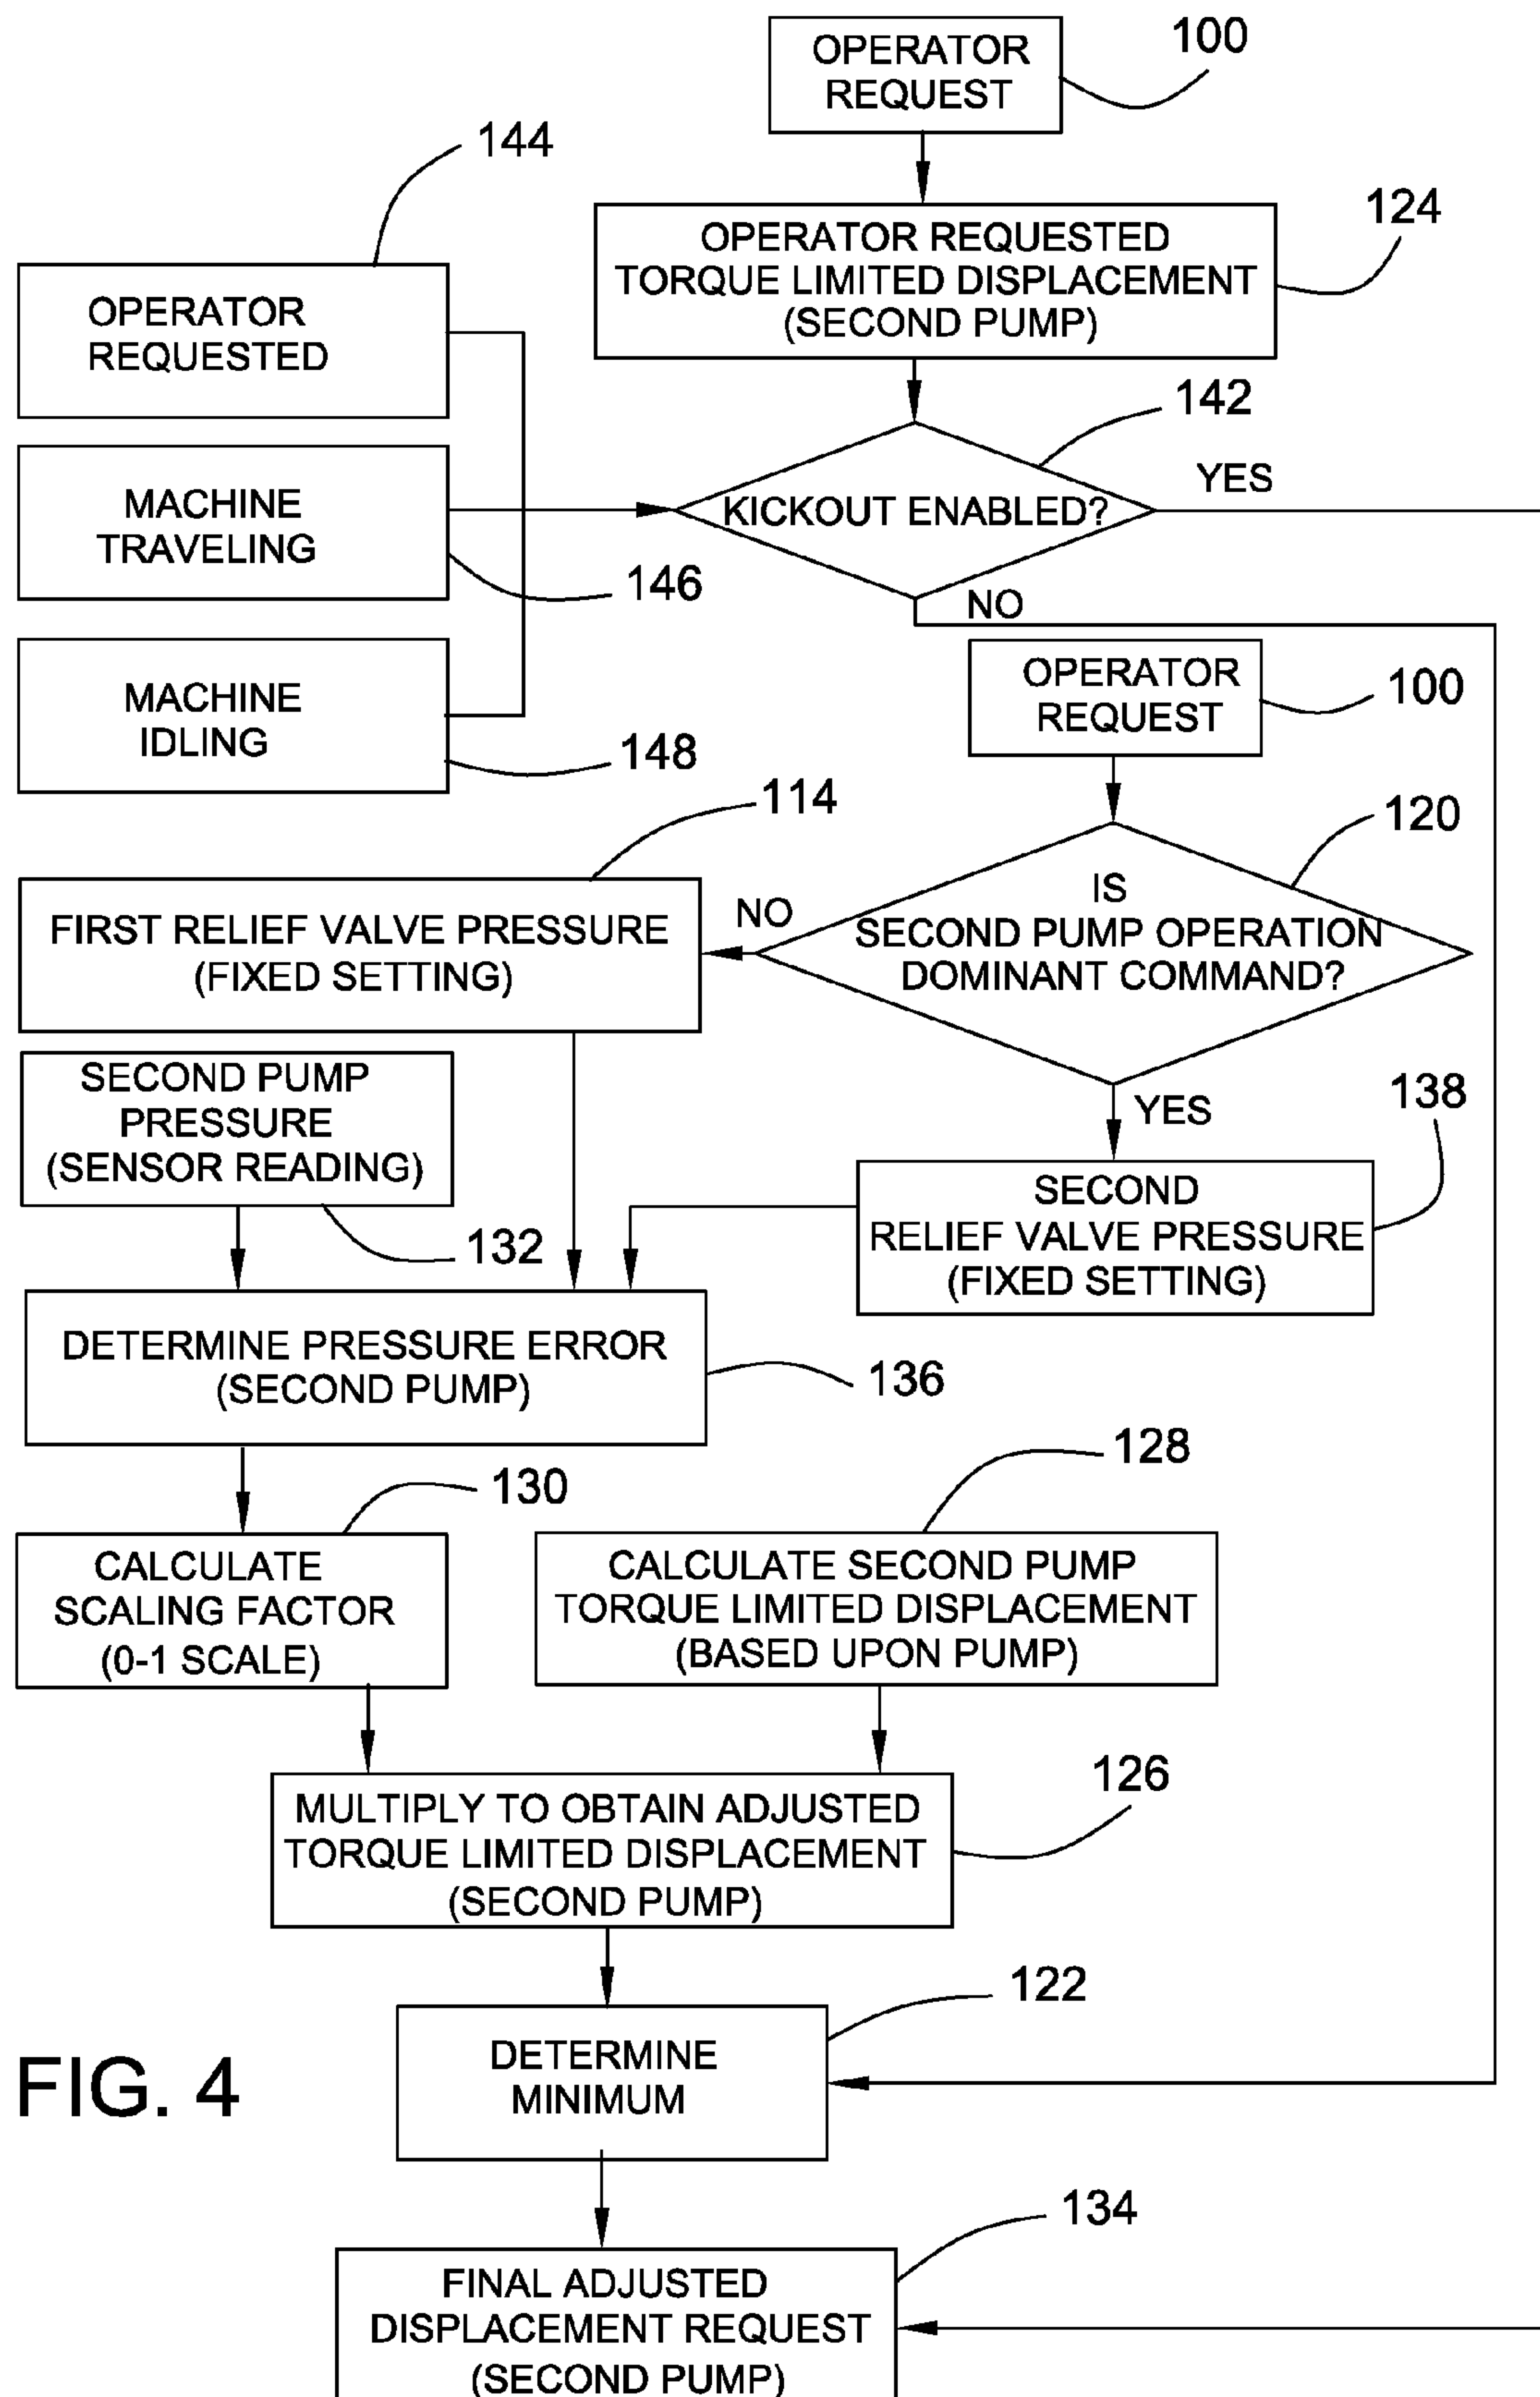 OPERATOR
REQUEST
100
144
OPERATOR REQUESTED
TORQUE LIMITED DISPLACEMENT
(SECOND PUMP)
124
OPERATOR
REQUESTED
142
KICKOUT ENABLED?
YES
MACHINE
TRAVELING
146
NO
OPERATOR
REQUEST
100
MACHINE
IDLING
148
114
120
FIRST RELIEF VALVE PRESSURE
(FIXED SETTING)
NO
IS
SECOND PUMP OPERATION
DOMINANT COMMAND?
SECOND PUMP
PRESSURE
(SENSOR READING)
132
YES
138
SECOND
RELIEF VALVE PRESSURE
(FIXED SETTING)
DETERMINE PRESSURE ERROR
(SECOND PUMP)
136
130
128
CALCULATE
SCALING FACTOR
(0-1 SCALE)
CALCULATE SECOND PUMP
TORQUE LIMITED DISPLACEMENT
(BASED UPON PUMP)
MULTIPLY TO OBTAIN ADJUSTED
TORQUE LIMITED DISPLACEMENT
(SECOND PUMP)
126
122
DETERMINE
MINIMUM
FIG. 4
134
FINAL ADJUSTED
DISPLACEMENT REQUEST
(SECOND PUMP)